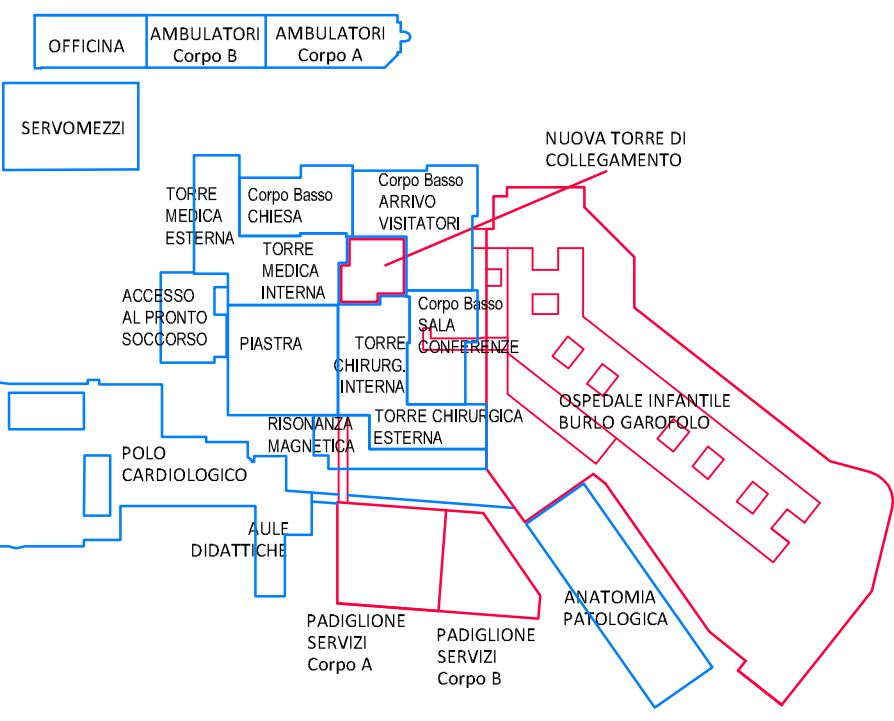 OFFICINA
AMBULATORI
Corpo B
AMBULATORI
Corpo A
SERVOMEZZI
NUOVA TORRE DI
COLLEGAMENTO
TORRE
MEDICA
ESTERNA
Corpo Basso
CHIESA
Corpo Basso
ARRIVO
VISITATORI
TORRE
MEDICA
INTERNA
ACCESSO
AL PRONTO
SOCCORSO
PIASTRA
Corpo Basso
SALA
CONFERENZE
TORRE
CHIRURG.
INTERNA
OSPEDALE INFANTILE
BURLO GAROFOLO
RISONANZA
MAGNETICA
TORRE CHIRURGICA
ESTERNA
POLO
CARDIOLOGICO
AULE
DIDATTICHE
ANATOMIA
PATOLOGICA
PADIGLIONE
SERVIZI
Corpo A
PADIGLIONE
SERVIZI
Corpo B